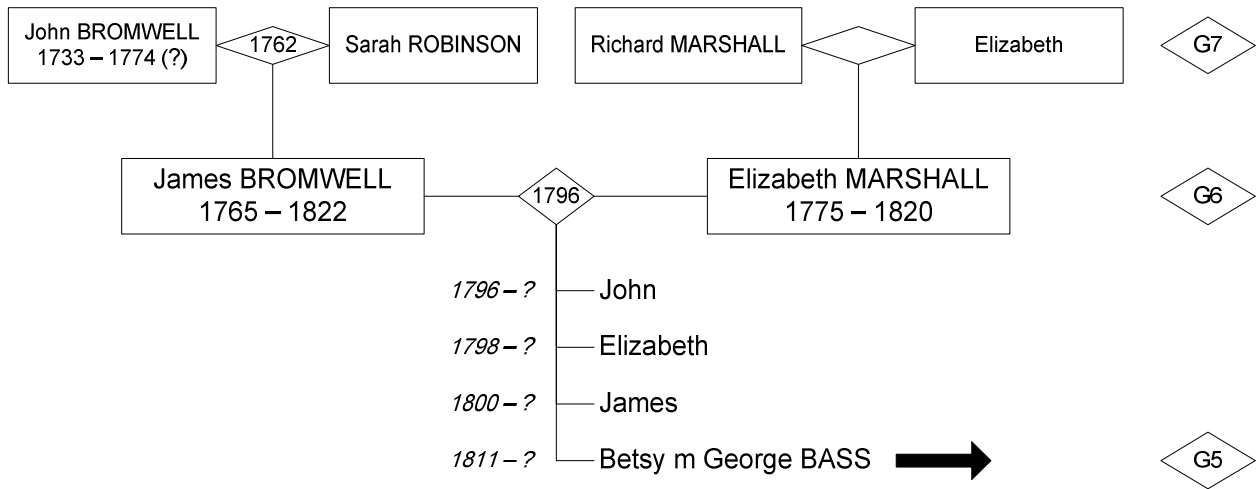 John BROMWELL
1733 – 1774 (?)
1762
Sarah ROBINSON
Richard MARSHALL
Elizabeth
G7
James BROMWELL
1765 – 1822
1796
Elizabeth MARSHALL
1775 – 1820
G6
1796 – ? John
1798 – ? Elizabeth
1800 – ? James
1811 – ? Betsy m George BASS
G5